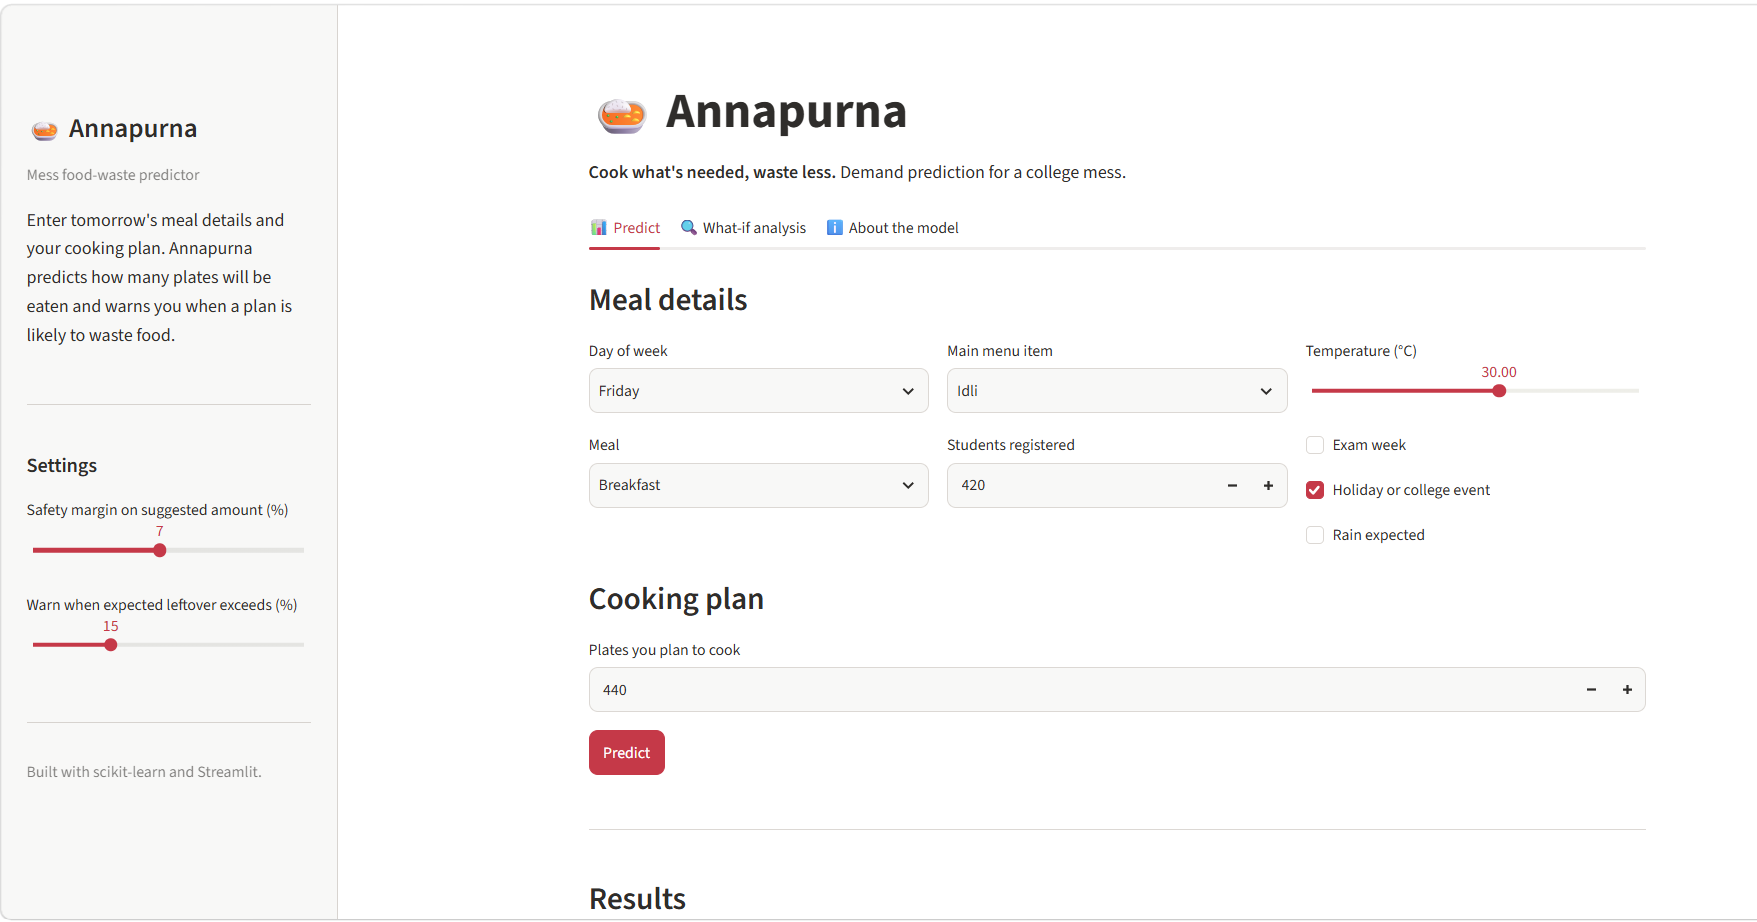 Annapurna
Mess food-waste predictor
Enter tomorrow's meal details and
your cooking plan. Annapurna
predicts how many plates will be
eaten and warns you when a plan is
likely to waste food.
Settings
Safety margin on suggested amount (%)
7
Warn when expected leftover exceeds (%)
15
Built with scikit-learn and Streamlit.
Annapurna
Cook what's needed, waste less. Demand prediction for a college mess.
Predict What-if analysis About the model
Meal details
Day of week
Friday
Main menu item
Idli
Temperature (°C)
30.00
Meal
Breakfast
Students registered
420
Exam week
Holiday or college event
Rain expected
Cooking plan
Plates you plan to cook
440
Predict
Results